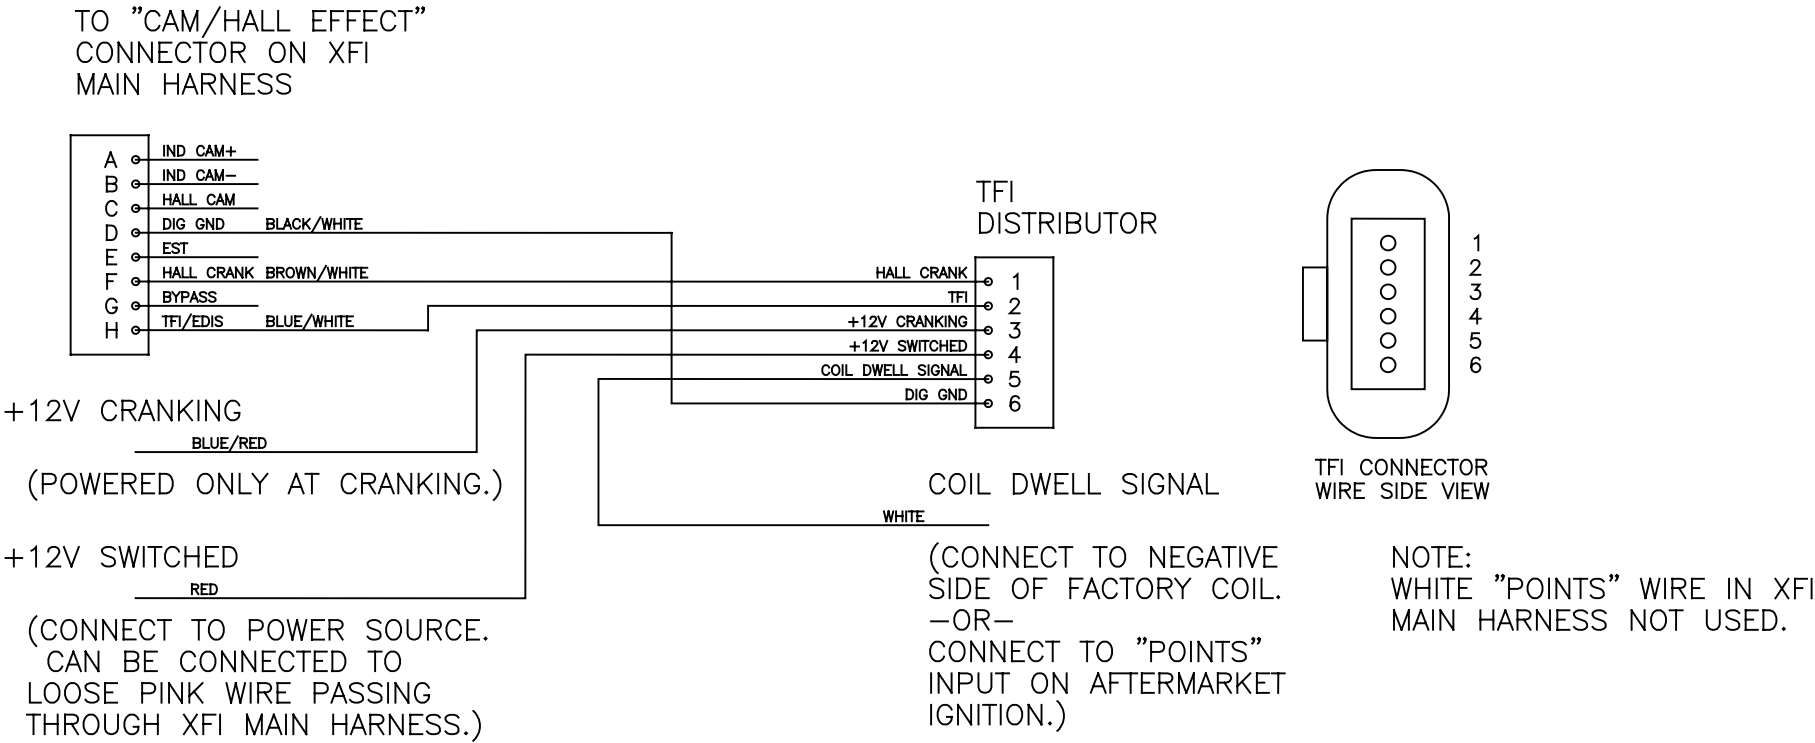 TO "CAM/HALL EFFECT"
CONNECTOR ON XFI
MAIN HARNESS
A IND CAM+
B IND CAM-
C HALL CAM
D DIG GND BLACK/WHITE
E EST
F HALL CRANK BROWN/WHITE
G BYPASS
H TFI/EDIS BLUE/WHITE
TFI
DISTRIBUTOR
HALL CRANK 1
TFI 2
+12V CRANKING 3
+12V SWITCHED 4
COIL DWELL SIGNAL 5
DIG GND 6
1
2
3
4
5
6
TFI CONNECTOR
WIRE SIDE VIEW
+12V CRANKING
BLUE/RED
(POWERED ONLY AT CRANKING.)
+12V SWITCHED
RED
(CONNECT TO POWER SOURCE.
CAN BE CONNECTED TO
LOOSE PINK WIRE PASSING
THROUGH XFI MAIN HARNESS.)
COIL DWELL SIGNAL
WHITE
(CONNECT TO NEGATIVE
SIDE OF FACTORY COIL.
-OR-
CONNECT TO "POINTS"
INPUT ON AFTERMARKET
IGNITION.)
NOTE:
WHITE "POINTS" WIRE IN XFI
MAIN HARNESS NOT USED.